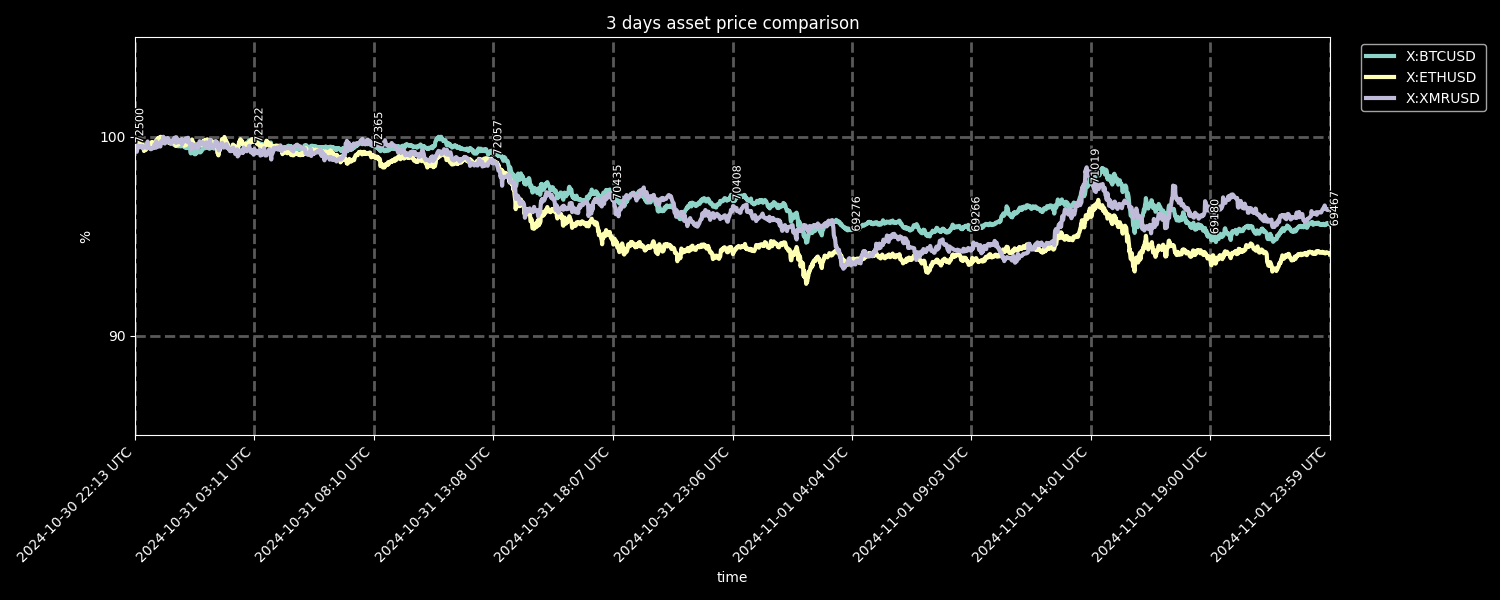 3 days asset price comparison
X:BTCUSD
X:ETHUSD
X:XMRUSD
%
100
90
72500
72522
72365
72057
70435
70408
69276
69266
71019
69180
69467
2024-10-30 22:13 UTC
2024-10-31 03:11 UTC
2024-10-31 08:10 UTC
2024-10-31 13:08 UTC
2024-10-31 18:07 UTC
2024-10-31 23:06 UTC
2024-11-01 04:04 UTC
2024-11-01 09:03 UTC
2024-11-01 14:01 UTC
2024-11-01 19:00 UTC
2024-11-01 23:59 UTC
time